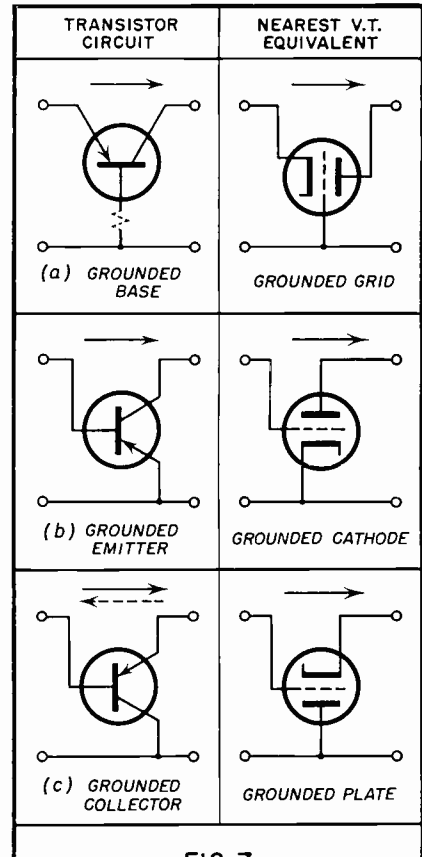 TRANSISTOR CIRCUIT
NEAREST V.T. EQUIVALENT
(a) GROUNDED BASE
GROUNDED GRID
(b) GROUNDED EMITTER
GROUNDED CATHODE
(c) GROUNDED COLLECTOR
GROUNDED PLATE